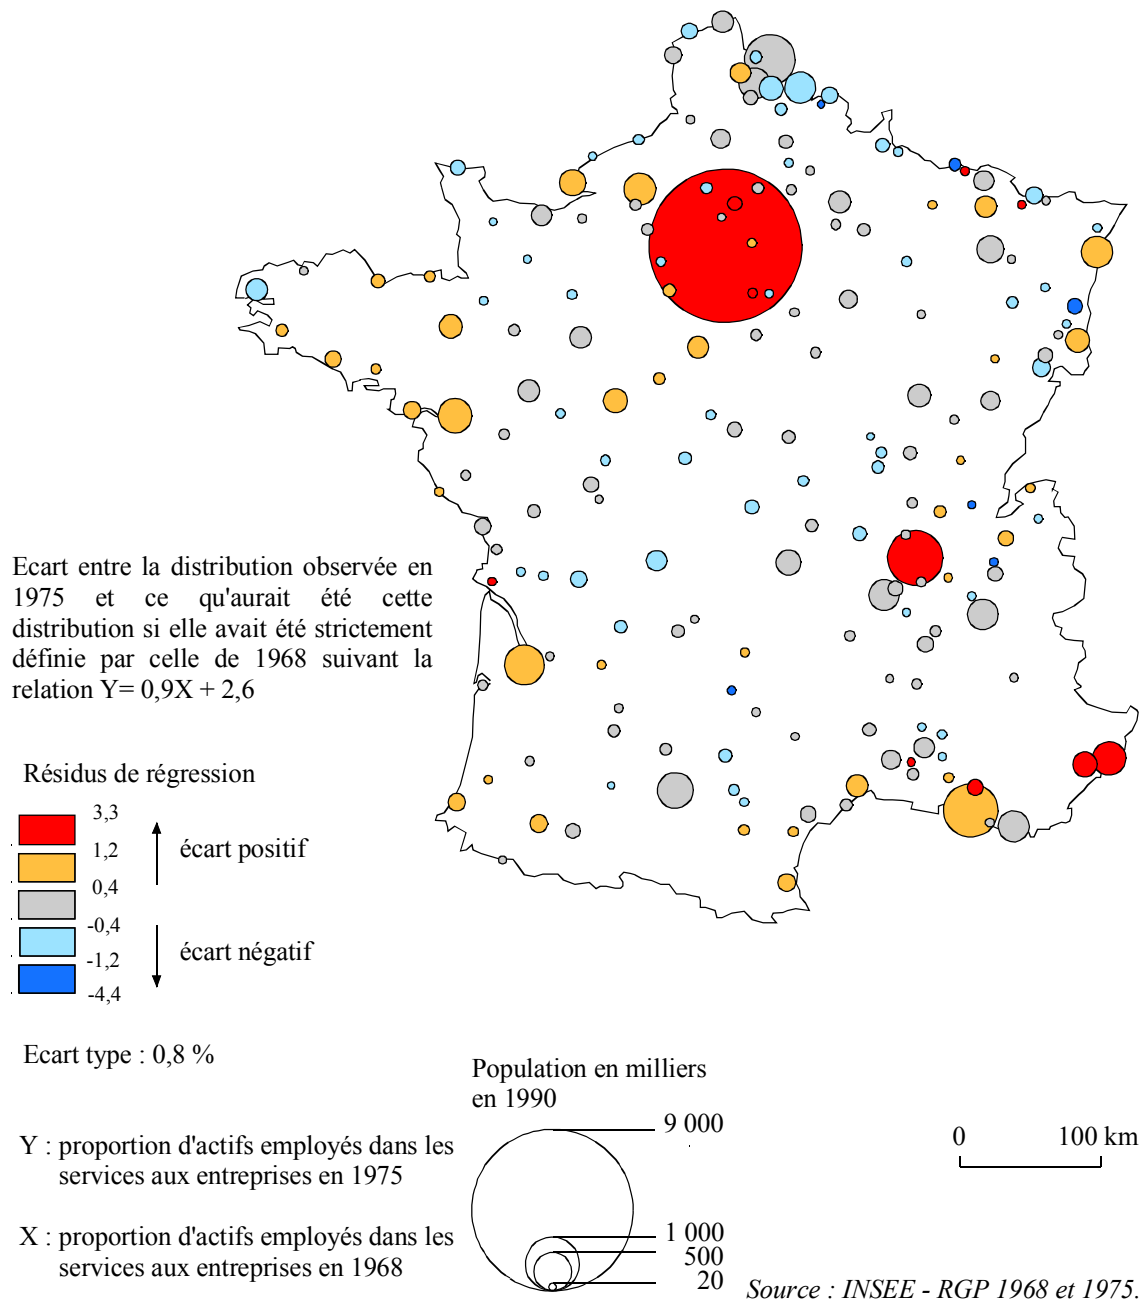 Ecart entre la distribution observée en
1975 et ce qu'aurait été cette
distribution si elle avait été strictement
définie par celle de 1968 suivant la
relation Y= 0,9X + 2,6
Résidus de régression
3,3
1,2
0,4
-0,4
-1,2
-4,4
écart positif
écart négatif
Ecart type : 0,8 %
Y : proportion d'actifs employés dans les
services aux entreprises en 1975
X : proportion d'actifs employés dans les
services aux entreprises en 1968
Population en milliers
en 1990
9 000
1 000
500
20
0 100 km
Source : INSEE - RGP 1968 et 1975.